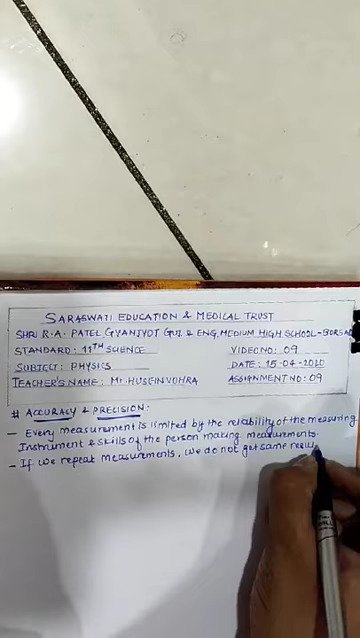 SARASWATI EDUCATION & MEDICAL TRUST
SHRI R.A. PATEL GYANJYOT GUJ. & ENG. MEDIUM HIGH SCHOOL - BORSAD
STANDARD: 11TH SCIENCE VIDEO NO: 09
SUBJECT: PHYSICS DATE: 15-04-2020
TEACHER'S NAME: Mr. HUSEIN VOHRA ASSIGNMENT NO: 09
# ACCURACY & PRECISION:
- Every measurement is limited by the reliability of the measuring
Instrument & skills of the person making measurements.
- If we repeat measurements, we do not get same resu